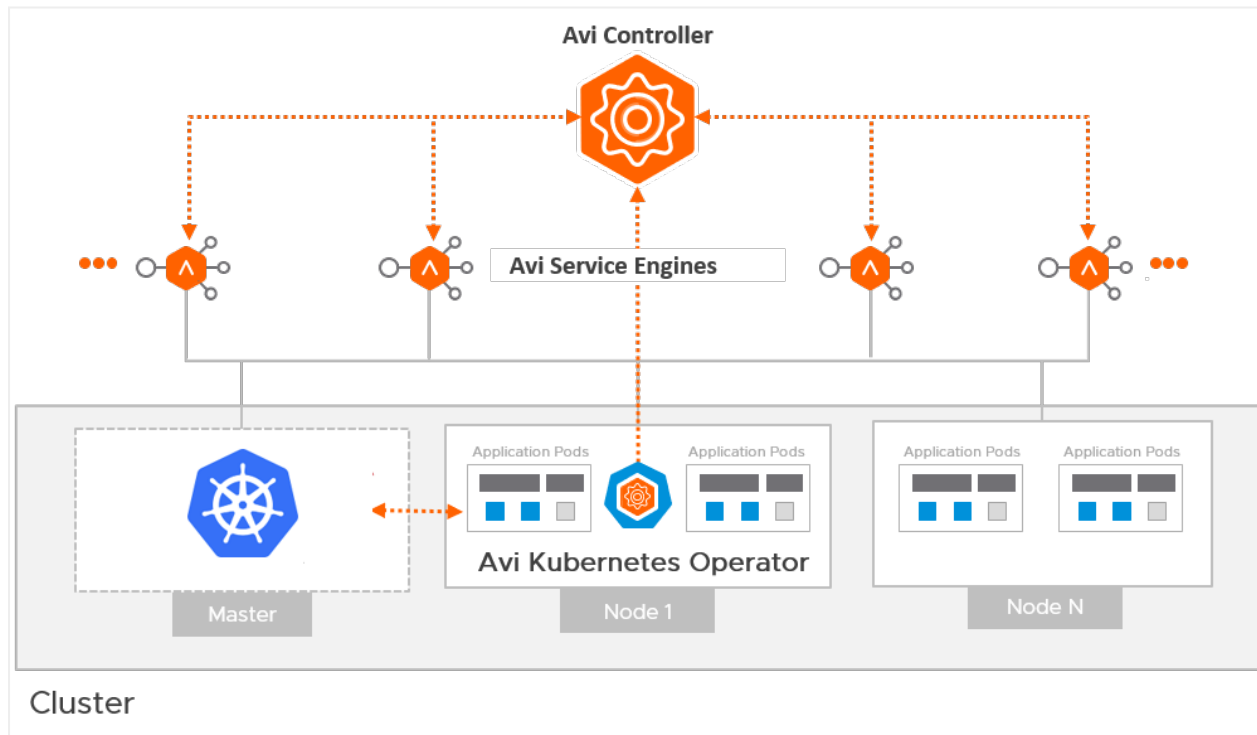 Avi Controller
Avi Service Engines
Application Pods
Application Pods
Application Pods
Application Pods
Avi Kubernetes Operator
Master
Node 1
Node N
Cluster